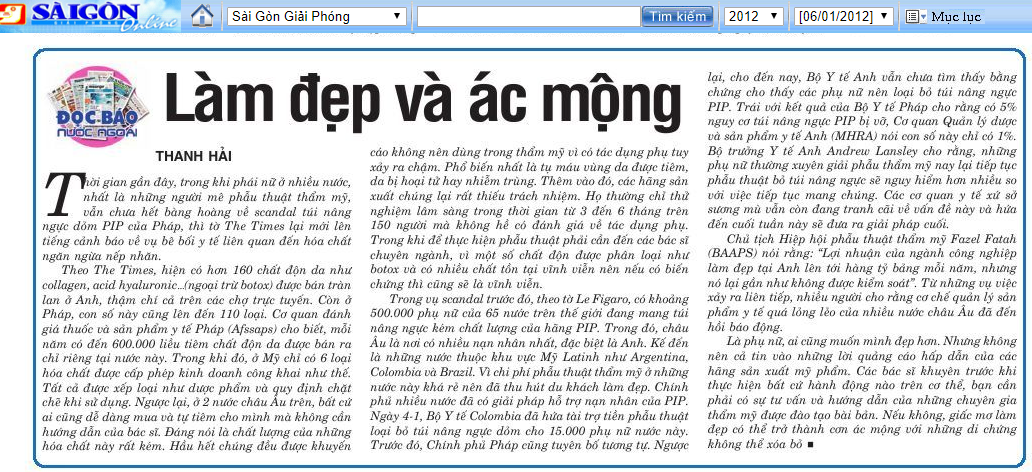 SÀIGÒN
GIẢI PHÓNG
Online
Sài Gòn Giải Phóng
Tìm kiếm
2012
[06/01/2012]
Mục lục
ĐỌC BÁO
NƯỚC NGOÀI
Làm đẹp và ác mộng
THANH HẢI
Thời gian gần đây, trong khi phái nữ ở nhiều nước,
nhất là những người mê phẫu thuật thẩm mỹ,
vẫn chưa hết bàng hoàng về scandal túi nâng
ngực dỏm PIP của Pháp, thì tờ The Times lại mới lên
tiếng cảnh báo về vụ bê bối y tế liên quan đến hóa chất
ngăn ngừa nếp nhăn.
Theo The Times, hiện có hơn 160 chất độn da như
collagen, acid hyaluronic...(ngoại trừ botox) được bán tràn
lan ở Anh, thậm chí cả trên các chợ trực tuyến. Còn ở
Pháp, con số này cũng lên đến 110 loại. Cơ quan đánh
giá thuốc và sản phẩm y tế Pháp (Afssaps) cho biết, mỗi
năm có đến 600.000 liều tiêm chất độn da được bán ra
chỉ riêng tại nước này. Trong khi đó, ở Mỹ chỉ có 6 loại
hóa chất được cấp phép kinh doanh công khai như thế.
Tất cả được xếp loại như dược phẩm và quy định chặt
chẽ khi sử dụng. Ngược lại, ở 2 nước châu Âu trên, bất cứ
ai cũng dễ dàng mua và tự tiêm cho mình mà không cần
hướng dẫn của bác sĩ. Đáng nói là chất lượng của những
hóa chất này rất kém. Hầu hết chúng đều được khuyến
cáo không nên dùng trong thẩm mỹ vì có tác dụng phụ tuy
xảy ra chậm. Phổ biến nhất là tụ máu vùng da được tiêm,
da bị hoại tử hay nhiễm trùng. Thêm vào đó, các hãng sản
xuất chúng lại rất thiếu trách nhiệm. Họ thường chỉ thử
nghiệm lâm sàng trong thời gian từ 3 đến 6 tháng trên
150 người mà không hề có đánh giá về tác dụng phụ.
Trong khi để thực hiện phẫu thuật phải cần đến các bác sĩ
chuyên ngành, vì một số chất độn được phân loại như
botox và có nhiều chất tồn tại vĩnh viễn nên nếu có biến
chứng thì cũng sẽ là vĩnh viễn.
Trong vụ scandal trước đó, theo tờ Le Figaro, có khoảng
500.000 phụ nữ của 65 nước trên thế giới đang mang túi
nâng ngực kém chất lượng của hãng PIP. Trong đó, châu
Âu là nơi có nhiều nạn nhân nhất, đặc biệt là Anh. Kế đến
là những nước thuộc khu vực Mỹ Latinh như Argentina,
Colombia và Brazil. Vì chi phí phẫu thuật thẩm mỹ ở những
nước này khá rẻ nên đã thu hút du khách làm đẹp. Chính
phủ nhiều nước đã có giải pháp hỗ trợ nạn nhân của PIP.
Ngày 4-1, Bộ Y tế Colombia đã hứa tài trợ tiền phẫu thuật
loại bỏ túi nâng ngực dỏm cho 15.000 phụ nữ nước này.
Trước đó, Chính phủ Pháp cũng tuyên bố tương tự. Ngược
lại, cho đến nay, Bộ Y tế Anh vẫn chưa tìm thấy bằng
chứng cho thấy các phụ nữ nên loại bỏ túi nâng ngực
PIP. Trái với kết quả của Bộ Y tế Pháp cho rằng có 5%
nguy cơ túi nâng ngực PIP bị vỡ, Cơ quan Quản lý dược
và sản phẩm y tế Anh (MHRA) nói con số này chỉ có 1%.
Bộ trưởng Y tế Anh Andrew Lansley cho rằng, những
phụ nữ thường xuyên giải phẫu thẩm mỹ nay lại tiếp tục
phẫu thuật bỏ túi nâng ngực sẽ nguy hiểm hơn nhiều so
với việc tiếp tục mang chúng. Các cơ quan y tế xứ sở
sương mù vẫn còn đang tranh cãi về vấn đề này và hứa
đến cuối tuần này sẽ đưa ra giải pháp cuối.
Chủ tịch Hiệp hội phẫu thuật thẩm mỹ Fazel Fatah
(BAAPS) nói rằng: “Lợi nhuận của ngành công nghiệp
làm đẹp tại Anh lên tới hàng tỷ bảng mỗi năm, nhưng
nó lại gần như không được kiểm soát”. Từ những vụ việc
xảy ra liên tiếp, nhiều người cho rằng cơ chế quản lý sản
phẩm y tế quá lỏng lẻo của nhiều nước châu Âu đã đến
hồi báo động.
Là phụ nữ, ai cũng muốn mình đẹp hơn. Nhưng không
nên cả tin vào những lời quảng cáo hấp dẫn của các
hãng sản xuất mỹ phẩm. Các bác sĩ khuyên trước khi
thực hiện bất cứ hành động nào trên cơ thể, bạn cần
phải có sự tư vấn và hướng dẫn của những chuyên gia
thẩm mỹ được đào tạo bài bản. Nếu không, giấc mơ làm
đẹp có thể trở thành cơn ác mộng với những di chứng
không thể xóa bỏ ■